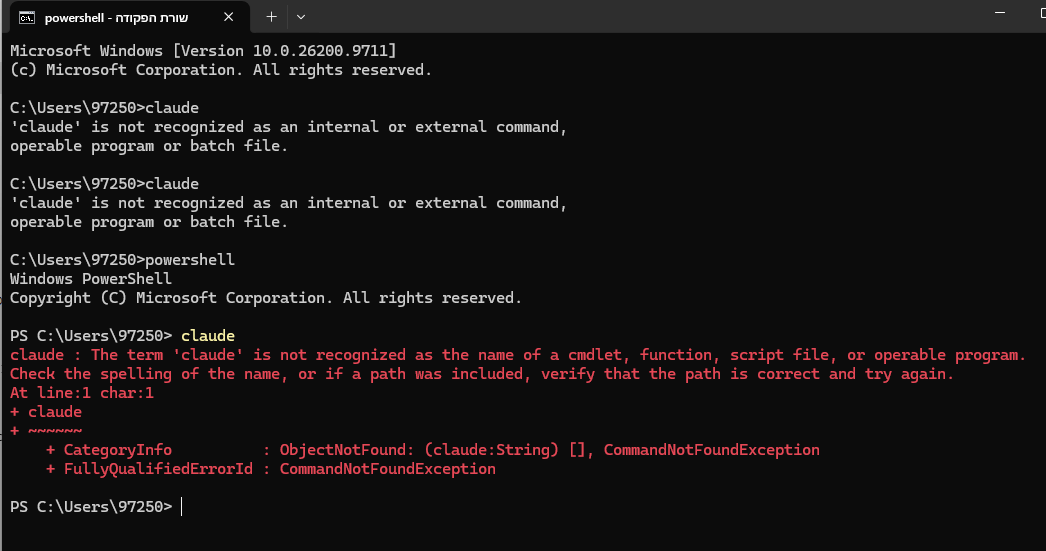 powershell - שורת הפקודה
Microsoft Windows [Version 10.0.26200.9711]
(c) Microsoft Corporation. All rights reserved.
C:\Users\97250>claude
'claude' is not recognized as an internal or external command,
operable program or batch file.
C:\Users\97250>claude
'claude' is not recognized as an internal or external command,
operable program or batch file.
C:\Users\97250>powershell
Windows PowerShell
Copyright (C) Microsoft Corporation. All rights reserved.
PS C:\Users\97250> claude
claude : The term 'claude' is not recognized as the name of a cmdlet, function, script file, or operable program.
Check the spelling of the name, or if a path was included, verify that the path is correct and try again.
At line:1 char:1
+ claude
+ ~~~~~~
    + CategoryInfo          : ObjectNotFound: (claude:String) [], CommandNotFoundException
    + FullyQualifiedErrorId : CommandNotFoundException
PS C:\Users\97250>